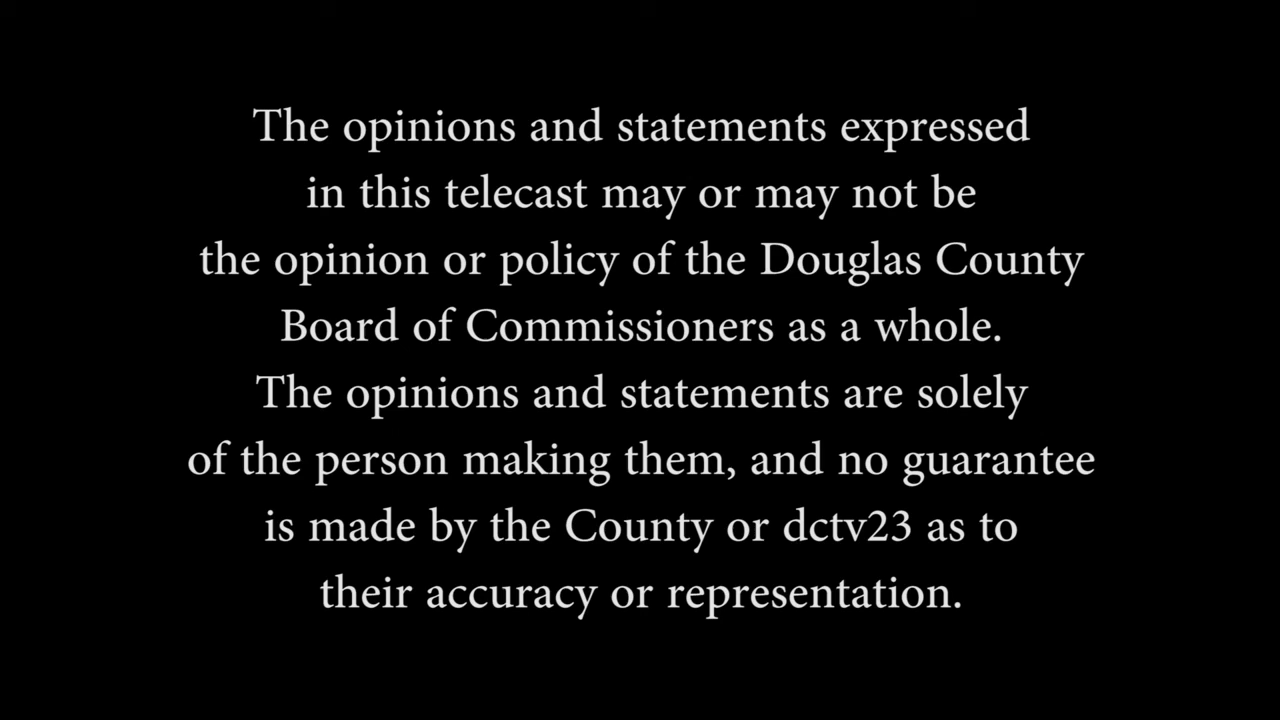 The opinions and statements expressed
in this telecast may or may not be
the opinion or policy of the Douglas County
Board of Commissioners as a whole.
The opinions and statements are solely
of the person making them, and no guarantee
is made by the County or dctv23 as to
their accuracy or representation.